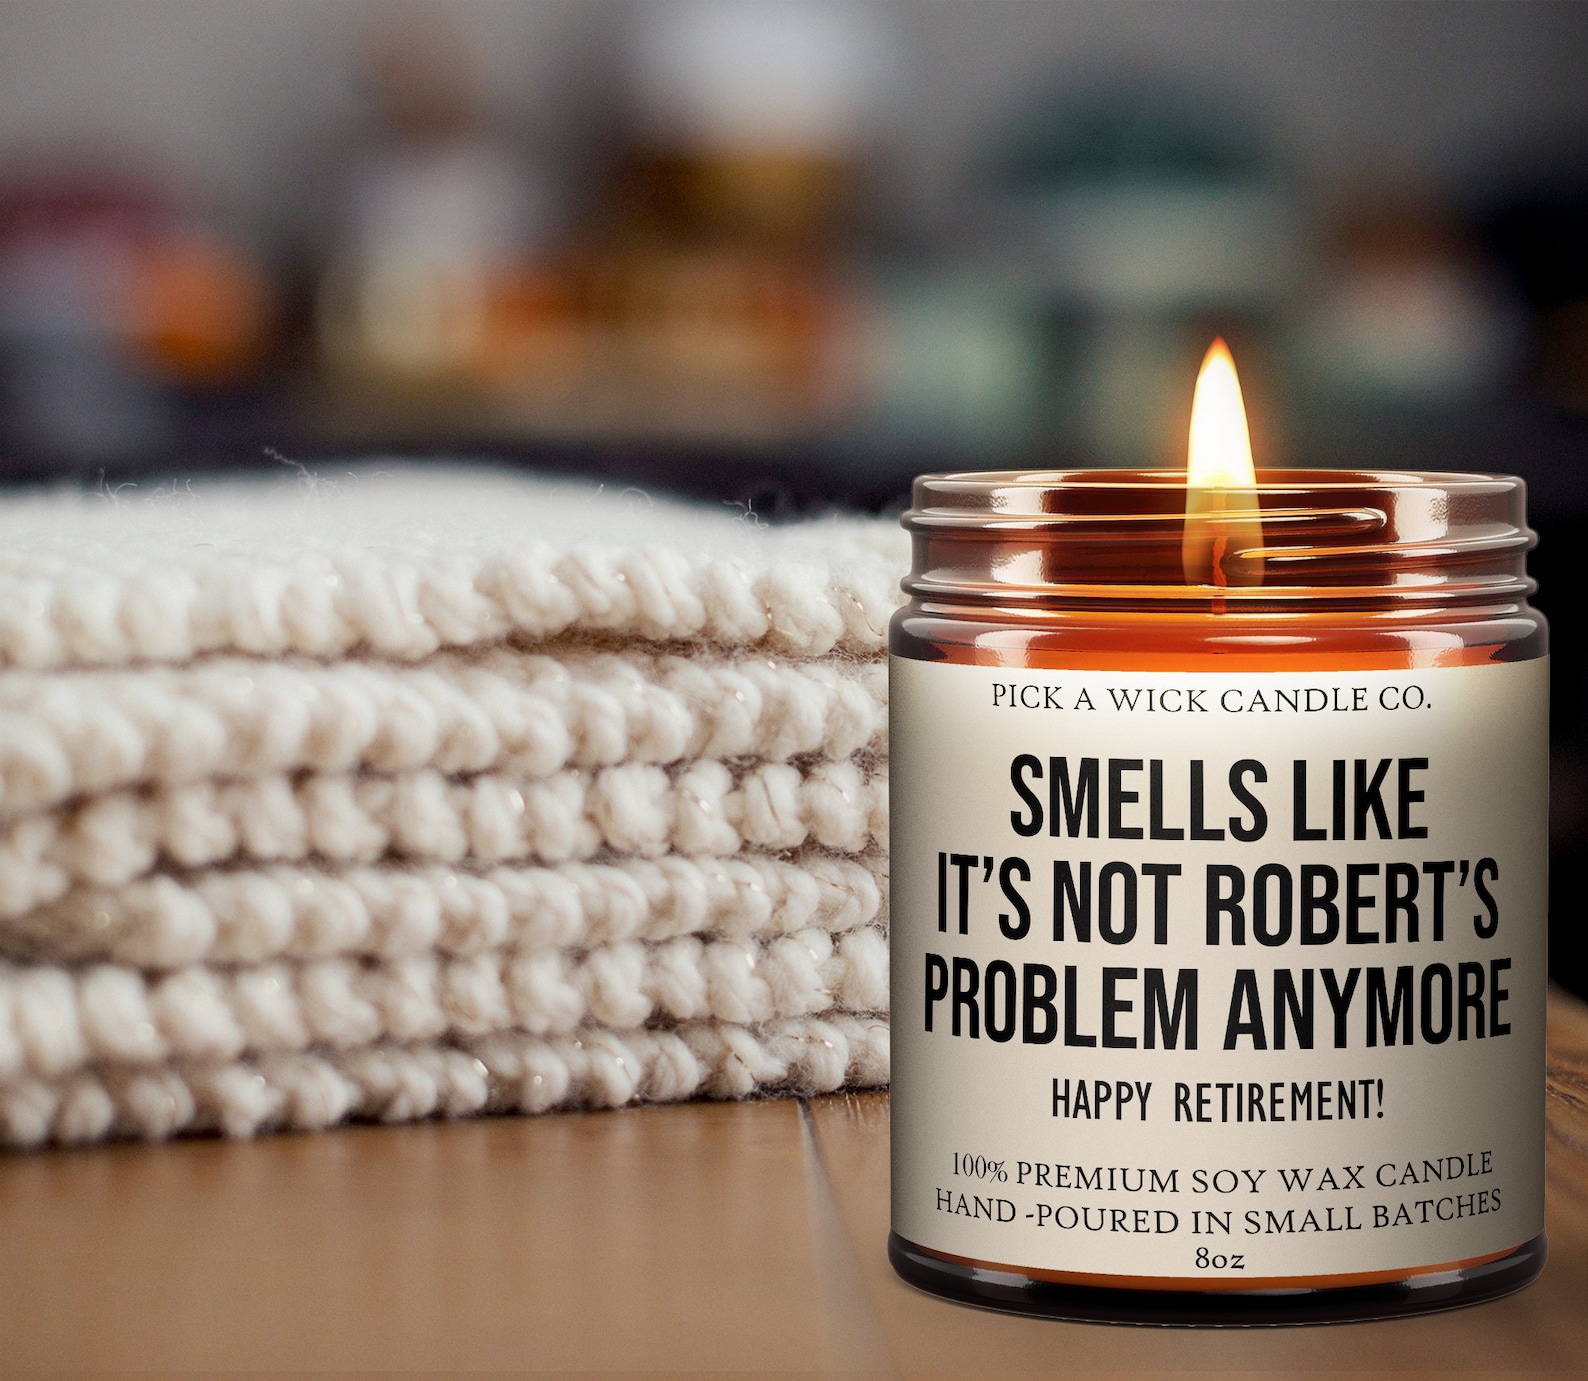 PICK A WICK CANDLE CO.
SMELLS LIKE
IT'S NOT ROBERT'S
PROBLEM ANYMORE
HAPPY RETIREMENT!
100% PREMIUM SOY WAX CANDLE
HAND -POURED IN SMALL BATCHES
8oz